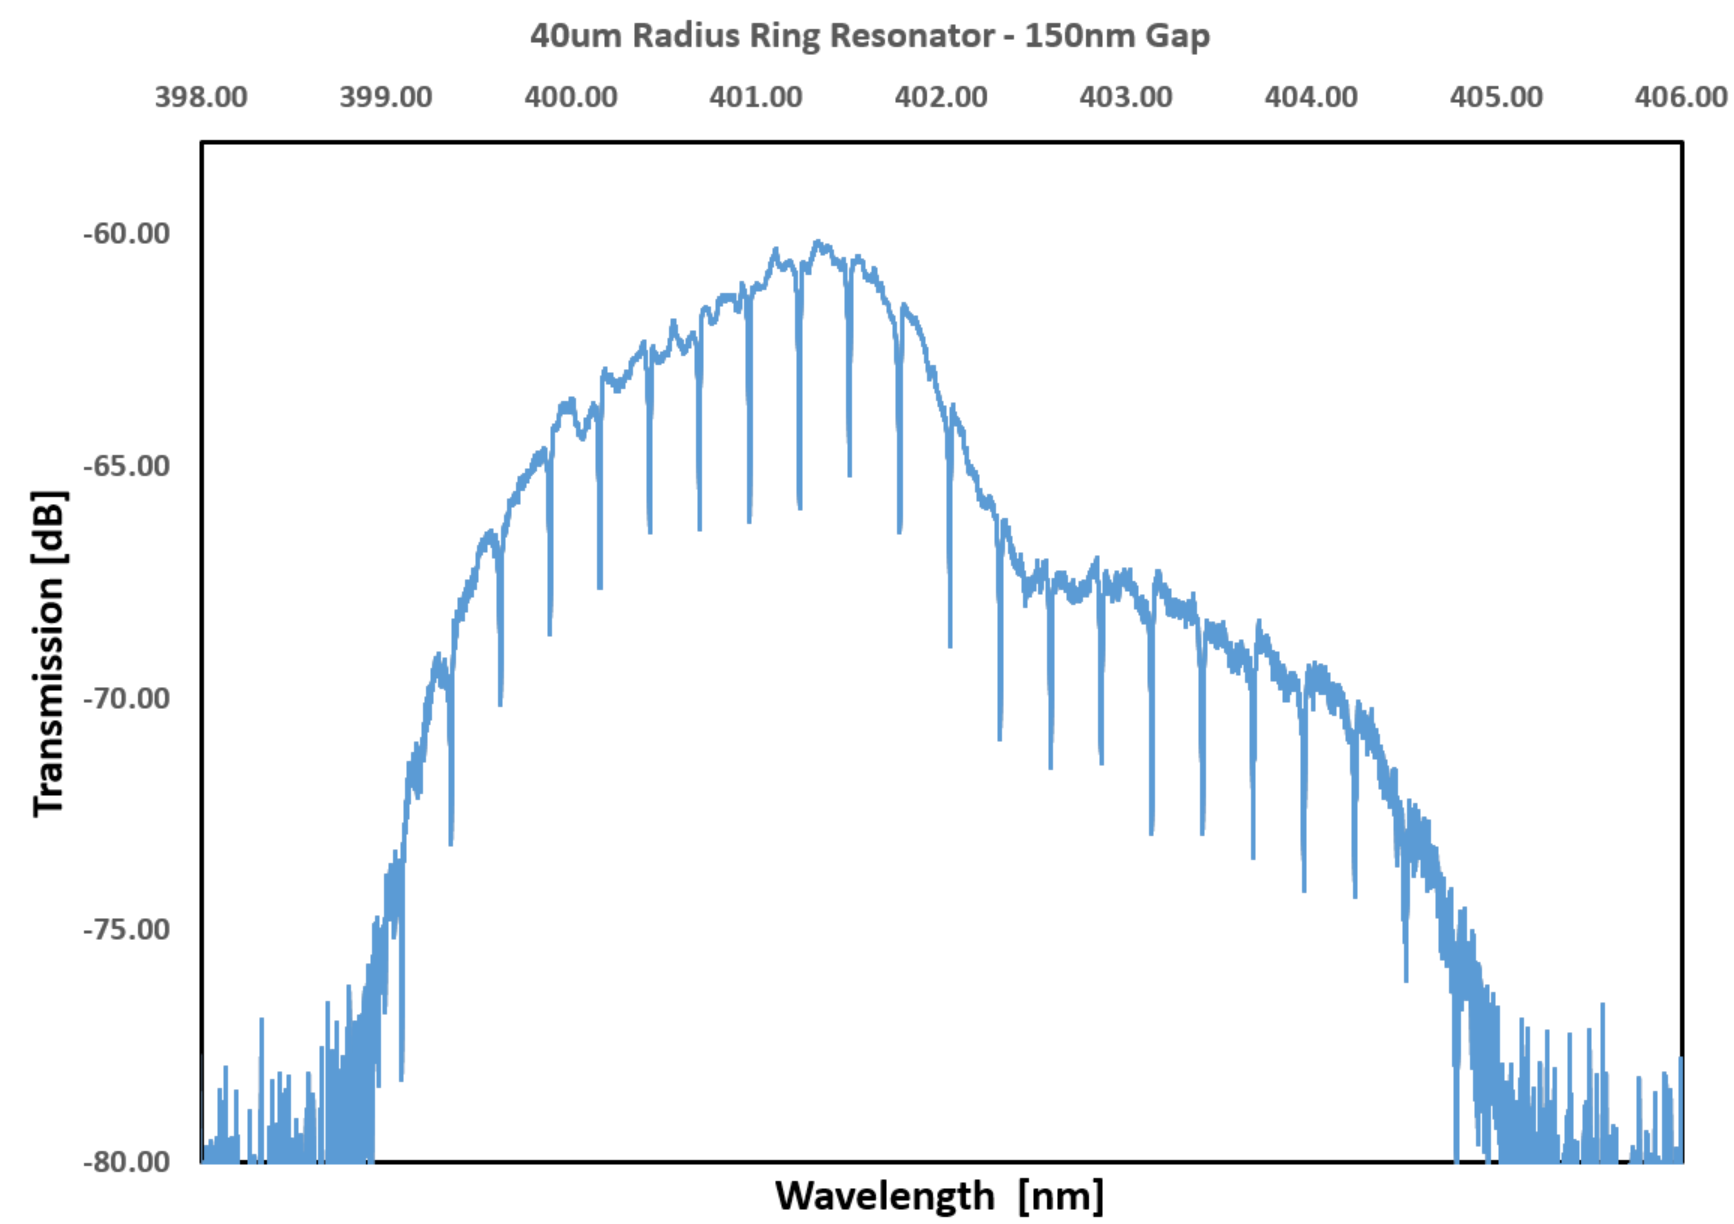 40um Radius Ring Resonator - 150nm Gap
398.00 399.00 400.00 401.00 402.00 403.00 404.00 405.00 406.00
-60.00
-65.00
-70.00
-75.00
-80.00
Transmission [dB]
Wavelength [nm]